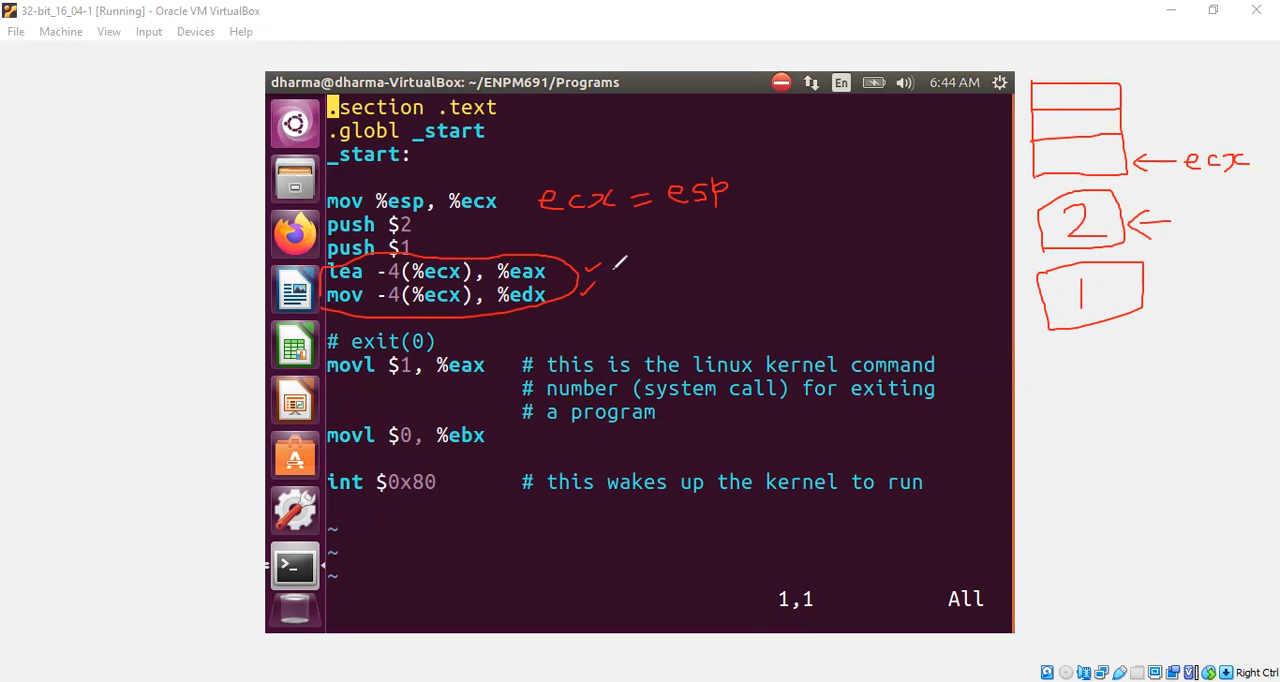 32-bit_16_04-1 [Running] - Oracle VM VirtualBox
File Machine View Input Devices Help
dharma@dharma-VirtualBox: ~/ENPM691/Programs En 6:44 AM
.section .text
.globl _start
_start:
mov %esp, %ecx ecx = esp
push $2
push $1
lea -4(%ecx), %eax
mov -4(%ecx), %edx
# exit(0)
movl $1, %eax # this is the linux kernel command
# number (system call) for exiting
# a program
movl $0, %ebx
int $0x80 # this wakes up the kernel to run
~
~
~
1,1 All
ecx
2
1
Right Ctrl